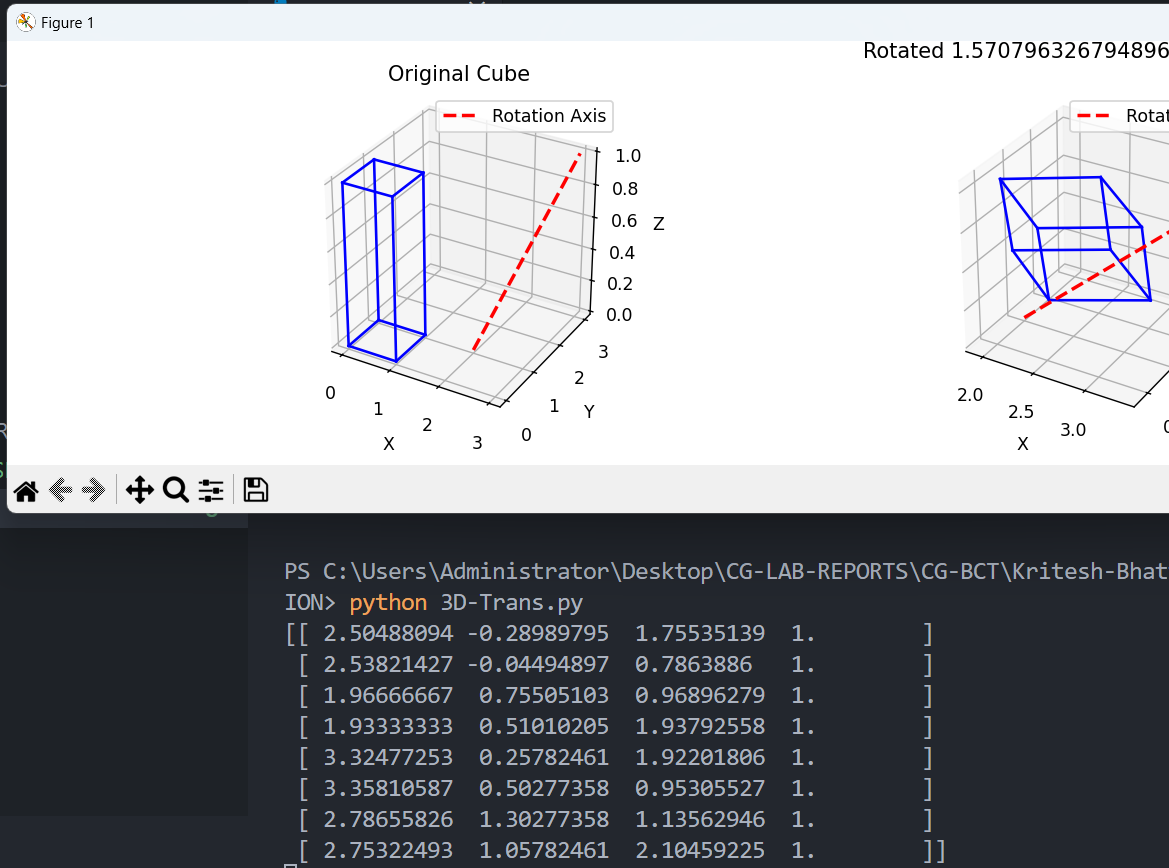 Figure 1
Rotated 1.570796326794896
Original Cube
Rotation Axis
1.0
0.8
0.6
0.4
0.2
0.0
Z
0
1
2
3
X
0
1
2
3
Y
2.0
2.5
3.0
X
PS C:\Users\Administrator\Desktop\CG-LAB-REPORTS\CG-BCT\Kritesh-Bhat
ION> python 3D-Trans.py
[[ 2.50488094 -0.28989795  1.75535139  1.        ]
 [ 2.53821427 -0.04494897  0.7863886   1.        ]
 [ 1.96666667  0.75505103  0.96896279  1.        ]
 [ 1.93333333  0.51010205  1.93792558  1.        ]
 [ 3.32477253  0.25782461  1.92201806  1.        ]
 [ 3.35810587  0.50277358  0.95305527  1.        ]
 [ 2.78655826  1.30277358  1.13562946  1.        ]
 [ 2.75322493  1.05782461  2.10459225  1.        ]]